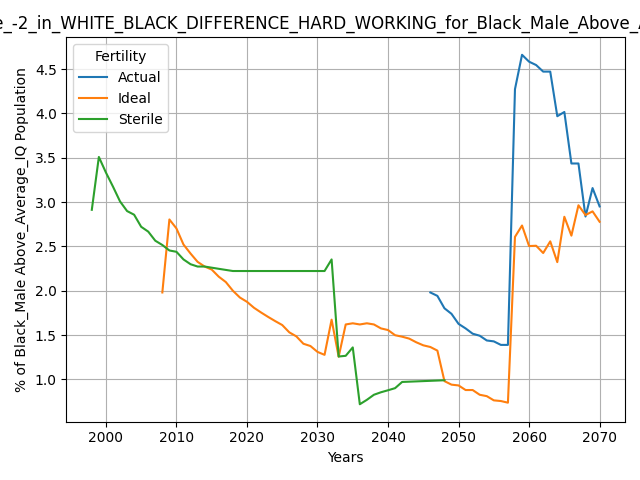 e_-2_in_WHITE_BLACK_DIFFERENCE_HARD_WORKING_for_Black_Male_Above_A
Fertility
Actual
Ideal
Sterile
% of Black_Male Above_Average_IQ Population
4.5
4.0
3.5
3.0
2.5
2.0
1.5
1.0
2000 2010 2020 2030 2040 2050 2060 2070
Years